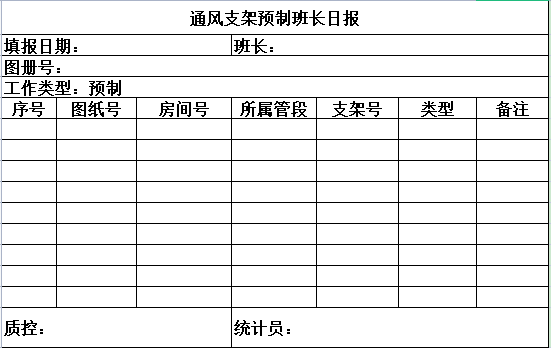 通风支架预制班长日报
填报日期： 班长：
图册号：
工作类型：预制
序号 图纸号 房间号 所属管段 支架号 类型 备注
质控： 统计员：